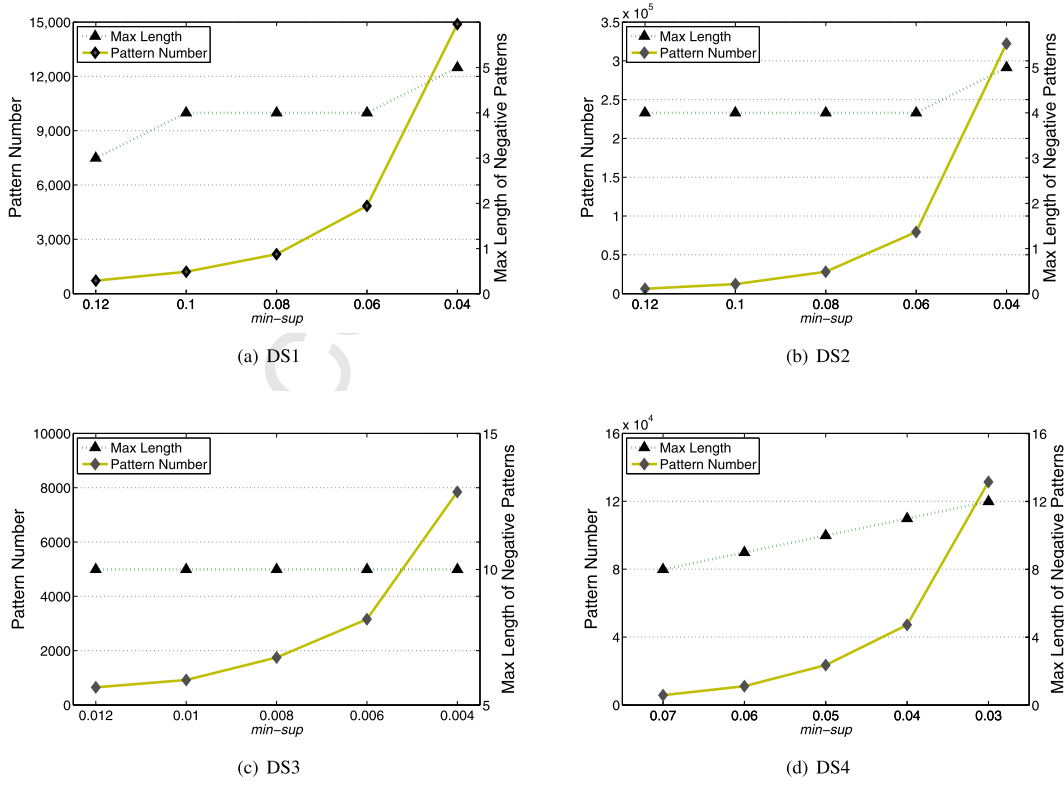 15,000
12,000
9,000
6,000
3,000
0
Pattern Number
Max Length
Pattern Number
5
4
3
2
1
0
Max Length of Negative Patterns
0.12 0.1 0.08 0.06 0.04
min−sup
(a) DS1
x 10^5
3.5
3
2.5
2
1.5
1
0.5
0
Pattern Number
Max Length
Pattern Number
5
4
3
2
1
0
Max Length of Negative Patterns
0.12 0.1 0.08 0.06 0.04
min−sup
(b) DS2
10000
8000
6000
4000
2000
0
Pattern Number
Max Length
Pattern Number
15
10
5
Max Length of Negative Patterns
0.012 0.01 0.008 0.006 0.004
min−sup
(c) DS3
x 10^4
16
12
8
4
0
Pattern Number
Max Length
Pattern Number
16
12
8
4
0
Max Length of Negative Patterns
0.07 0.06 0.05 0.04 0.03
min−sup
(d) DS4